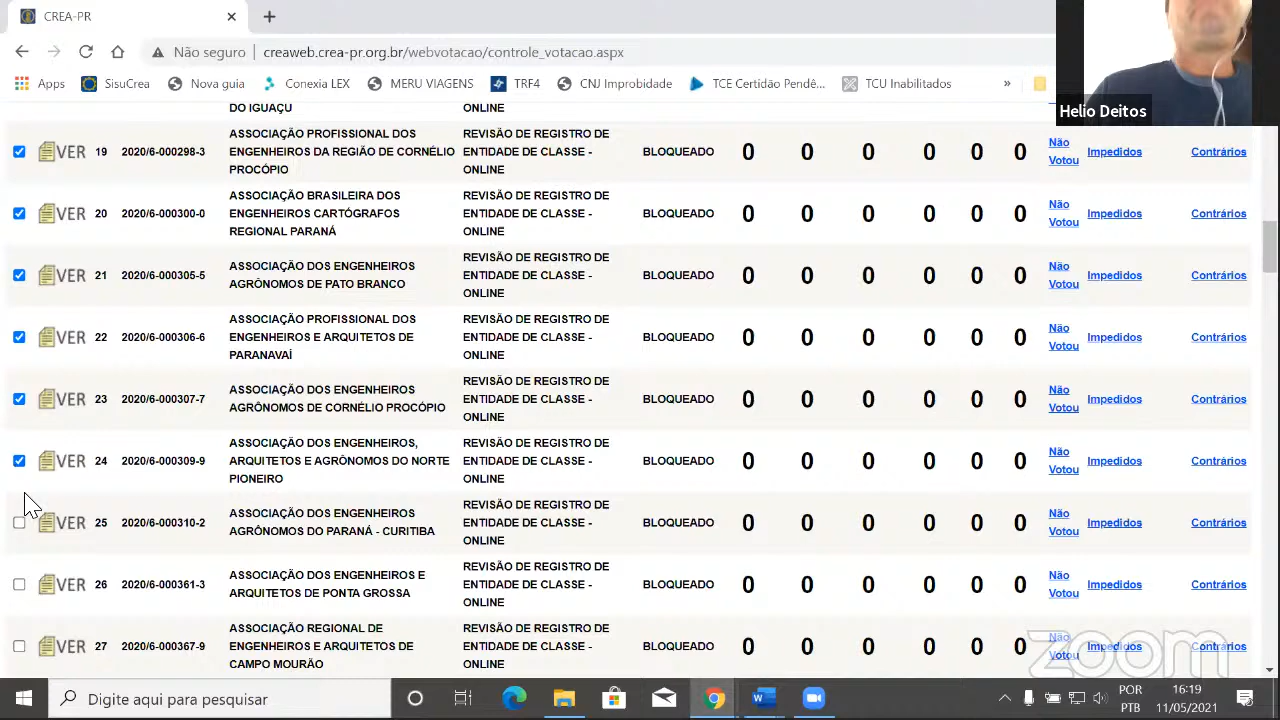 CREA-PR
Não seguro | creaweb.crea-pr.org.br/webvotacao/controle_votacao.aspx
Apps SisuCrea Nova guia Conexia LEX MERU VIAGENS TRF4 CNJ Improbidade TCE Certidão Pendê... TCU Inabilitados »
Helio Deitos
DO IGUAÇU ONLINE
ASSOCIAÇÃO PROFISSIONAL DOS REVISÃO DE REGISTRO DE Não
VER 19 2020/6-000298-3 ENGENHEIROS DA REGIÃO DE CORNÉLIO ENTIDADE DE CLASSE - BLOQUEADO 0 0 0 0 0 0 Impedidos Contrários
PROCÓPIO ONLINE Votou
ASSOCIAÇÃO BRASILEIRA DOS REVISÃO DE REGISTRO DE Não
VER 20 2020/6-000300-0 ENGENHEIROS CARTÓGRAFOS ENTIDADE DE CLASSE - BLOQUEADO 0 0 0 0 0 0 Impedidos Contrários
REGIONAL PARANÁ ONLINE Votou
ASSOCIAÇÃO DOS ENGENHEIROS REVISÃO DE REGISTRO DE Não
VER 21 2020/6-000305-5 ENTIDADE DE CLASSE - BLOQUEADO 0 0 0 0 0 0 Impedidos Contrários
AGRÔNOMOS DE PATO BRANCO ONLINE Votou
ASSOCIAÇÃO PROFISSIONAL DOS REVISÃO DE REGISTRO DE Não
VER 22 2020/6-000306-6 ENGENHEIROS E ARQUITETOS DE ENTIDADE DE CLASSE - BLOQUEADO 0 0 0 0 0 0 Impedidos Contrários
PARANAVAÍ ONLINE Votou
ASSOCIAÇÃO DOS ENGENHEIROS REVISÃO DE REGISTRO DE Não
VER 23 2020/6-000307-7 ENTIDADE DE CLASSE - BLOQUEADO 0 0 0 0 0 0 Impedidos Contrários
AGRÔNOMOS DE CORNÉLIO PROCÓPIO ONLINE Votou
ASSOCIAÇÃO DOS ENGENHEIROS, REVISÃO DE REGISTRO DE Não
VER 24 2020/6-000309-9 ARQUITETOS E AGRÔNOMOS DO NORTE ENTIDADE DE CLASSE - BLOQUEADO 0 0 0 0 0 0 Impedidos Contrários
PIONEIRO ONLINE Votou
ASSOCIAÇÃO DOS ENGENHEIROS REVISÃO DE REGISTRO DE Não
VER 25 2020/6-000310-2 ENTIDADE DE CLASSE - BLOQUEADO 0 0 0 0 0 0 Impedidos Contrários
AGRÔNOMOS DO PARANÁ - CURITIBA ONLINE Votou
ASSOCIAÇÃO DOS ENGENHEIROS E REVISÃO DE REGISTRO DE Não
VER 26 2020/6-000361-3 ENTIDADE DE CLASSE - BLOQUEADO 0 0 0 0 0 0 Impedidos Contrários
ARQUITETOS DE PONTA GROSSA ONLINE Votou
ASSOCIAÇÃO REGIONAL DE REVISÃO DE REGISTRO DE Não
VER 27 2020/6-000367-9 ENGENHEIROS E ARQUITETOS DE ENTIDADE DE CLASSE - BLOQUEADO 0 0 0 0 0 0 Impedidos Contrários
CAMPO MOURÃO ONLINE Votou
zoom
Digite aqui para pesquisar
POR 16:19
PTB 11/05/2021